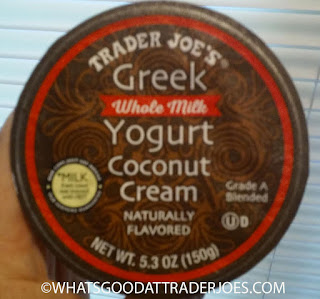 TRADER JOE'S®
Greek
Whole Milk
Yogurt
Coconut
Cream
NATURALLY
FLAVORED
*MILK
Grade A
Blended
U D
NET WT. 5.3 OZ (150g)
©WHATSGOODATTRADERJOES.COM